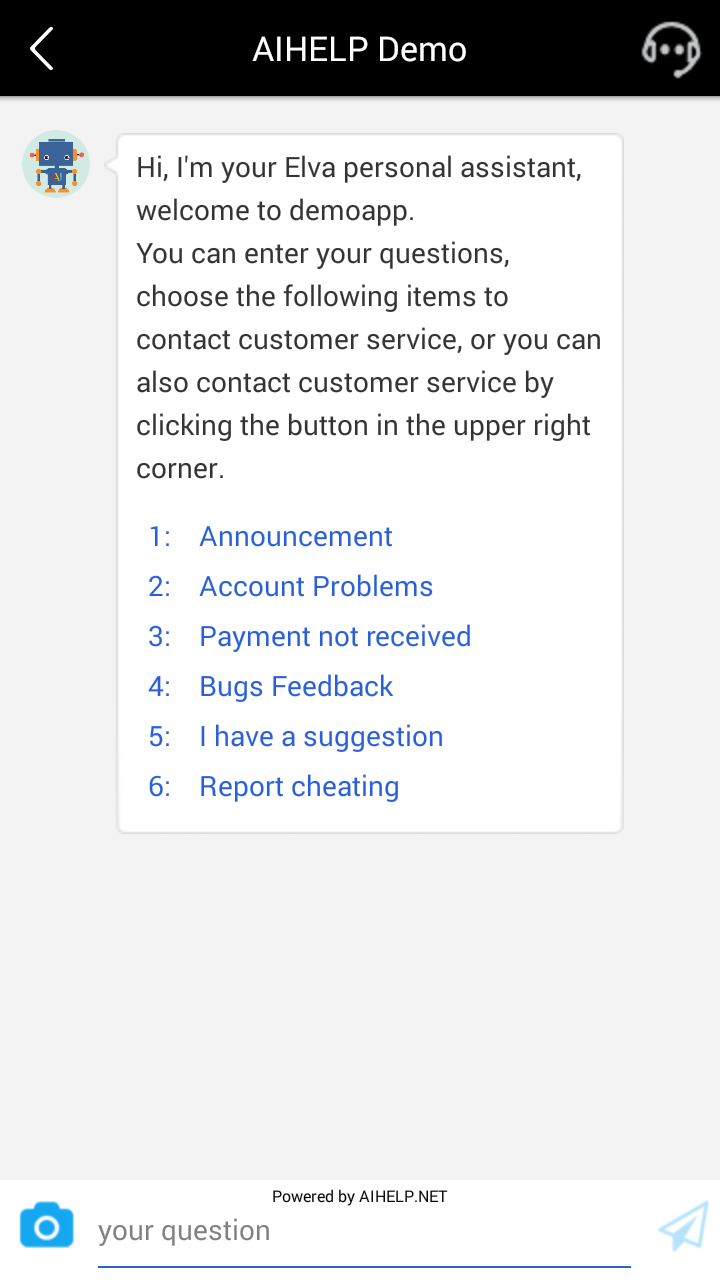 AIHELP Demo
Hi, I'm your Elva personal assistant,
welcome to demoapp.
You can enter your questions,
choose the following items to
contact customer service, or you can
also contact customer service by
clicking the button in the upper right
corner.
1: Announcement
2: Account Problems
3: Payment not received
4: Bugs Feedback
5: I have a suggestion
6: Report cheating
Powered by AIHELP.NET
your question